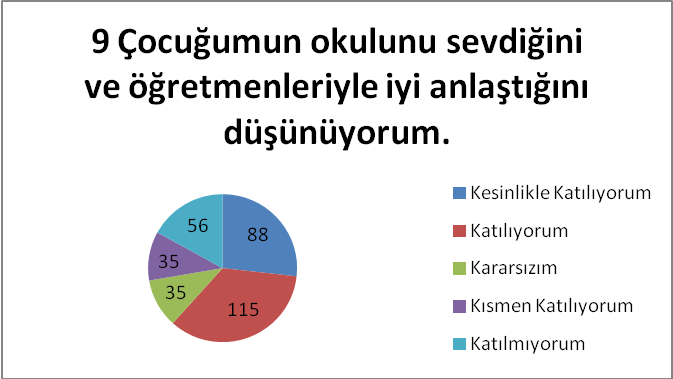 9 Çocuğumun okulunu sevdiğini
ve öğretmenleriyle iyi anlaştığını
düşünüyorum.
56
88
35
35
115
Kesinlikle Katılıyorum
Katılıyorum
Kararsızım
Kısmen Katılıyorum
Katılmıyorum